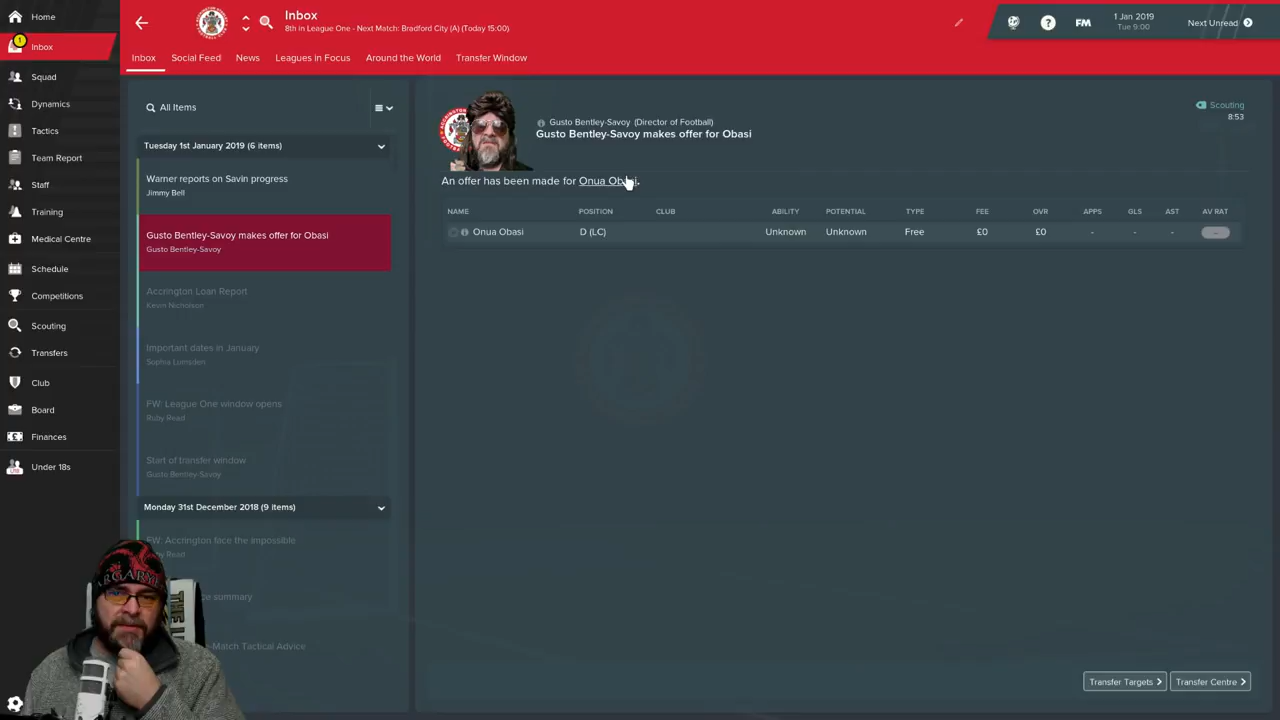 Home
1
Inbox
Squad
Dynamics
Tactics
Team Report
Staff
Training
Medical Centre
Schedule
Competitions
Scouting
Transfers
Club
Board
Finances
Under 18s
Inbox
8th in League One - Next Match: Bradford City (A) (Today 15:00)
?
FM
1 Jan 2019
Tue 9:00
Next Unread
Inbox
Social Feed
News
Leagues in Focus
Around the World
Transfer Window
All Items
Tuesday 1st January 2019 (6 items)
Warner reports on Savin progress
Jimmy Bell
Gusto Bentley-Savoy makes offer for Obasi
Gusto Bentley-Savoy
Accrington Loan Report
Kevin Nicholson
Important dates in January
Sophia Lumsden
FW: League One window opens
Ruby Read
Start of transfer window
Gusto Bentley-Savoy
Monday 31st December 2018 (9 items)
FW: Accrington face the impossible
Read
summary
-Match Tactical Advice
Gusto Bentley-Savoy (Director of Football)
Gusto Bentley-Savoy makes offer for Obasi
Scouting
8:53
An offer has been made for Onua Obasi.
NAME POSITION CLUB ABILITY POTENTIAL TYPE FEE OVR APPS GLS AST AV RAT
Onua Obasi D (LC) Unknown Unknown Free £0 £0 - - - -
Transfer Targets
Transfer Centre